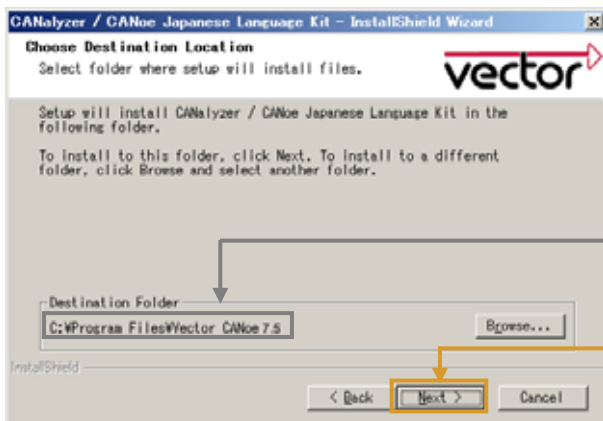 CANalyzer / CANoe Japanese Language Kit - InstallShield Wizard
Choose Destination Location
Select folder where setup will install files.
vector
Setup will install CANalyzer / CANoe Japanese Language Kit in the
following folder.
To install to this folder, click Next. To install to a different
folder, click Browse and select another folder.
Destination Folder
C:¥Program Files¥Vector CANoe 7.5
Browse...
InstallShield
< Back
Next >
Cancel